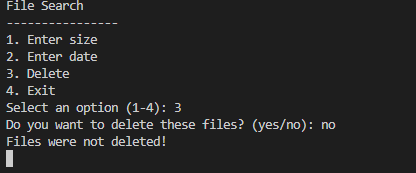 File Search
----------------
1. Enter size
2. Enter date
3. Delete
4. Exit
Select an option (1-4): 3
Do you want to delete these files? (yes/no): no
Files were not deleted!